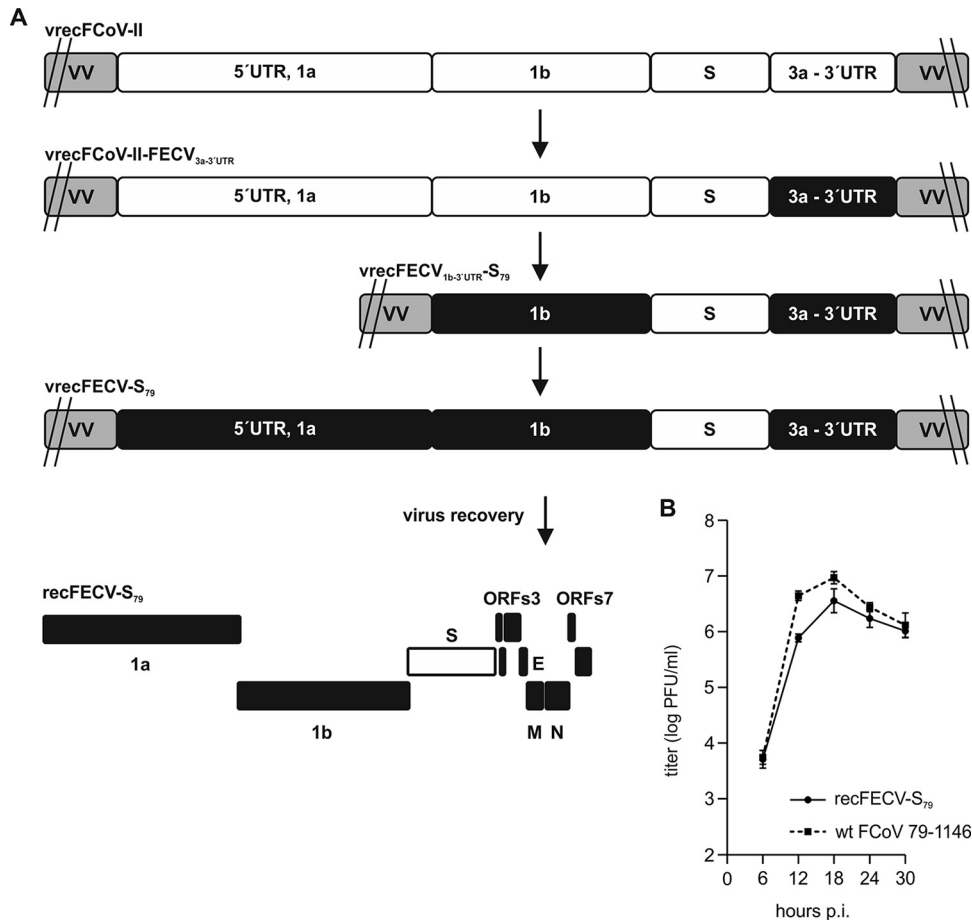 A
vrecFCoV-II
VV 5´UTR, 1a 1b S 3a - 3´UTR VV
vrecFCoV-II-FECV3a-3´UTR
VV 5´UTR, 1a 1b S 3a - 3´UTR VV
vrecFECV1b-3´UTR-S79
VV 1b S 3a - 3´UTR VV
vrecFECV-S79
VV 5´UTR, 1a 1b S 3a - 3´UTR VV
virus recovery
recFECV-S79
ORFs3 ORFs7
S
1a
E
1b
M N
B
titer (log PFU/ml)
8
7
6
5
4
3
2
recFECV-S79
wt FCoV 79-1146
0 6 12 18 24 30
hours p.i.